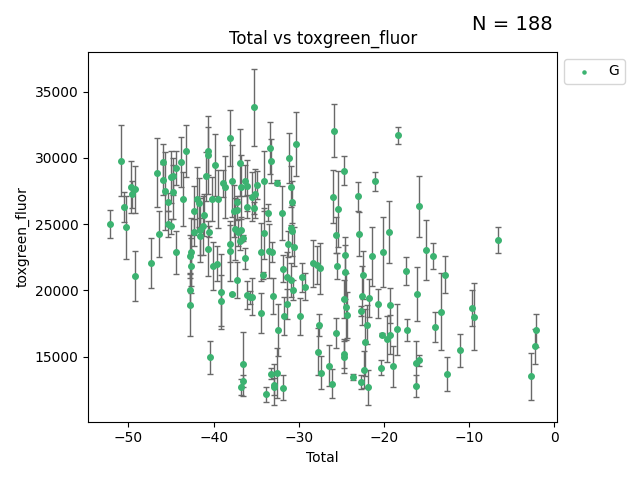 N = 188
Total vs toxgreen_fluor
G
toxgreen_fluor
35000
30000
25000
20000
15000
−50 −40 −30 −20 −10 0
Total